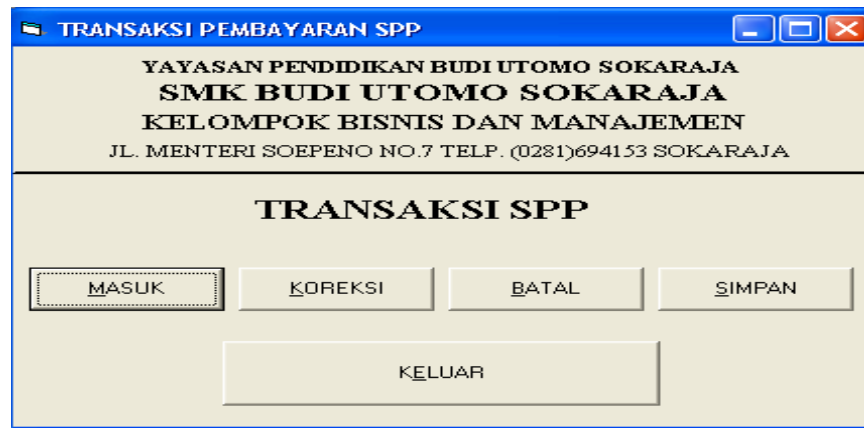 TRANSAKSI PEMBAYARAN SPP
YAYASAN PENDIDIKAN BUDI UTOMO SOKARAJA
SMK BUDI UTOMO SOKARAJA
KELOMPOK BISNIS DAN MANAJEMEN
JL. MENTERI SOEPENO NO.7 TELP. (0281)694153 SOKARAJA
TRANSAKSI SPP
MASUK KOREKSI BATAL SIMPAN
KELUAR